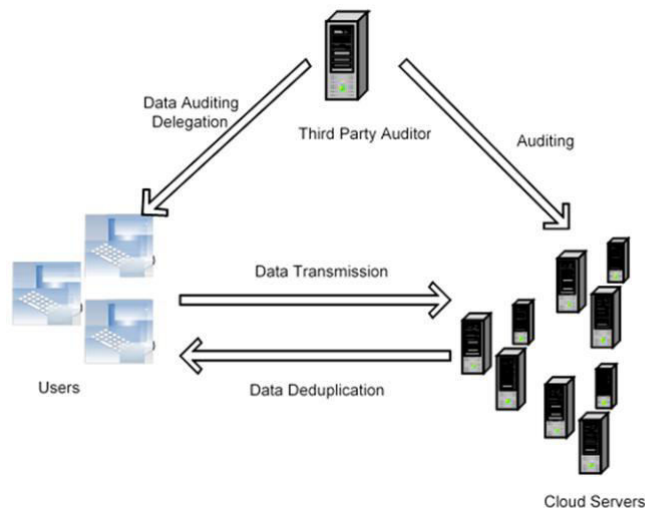 Data Auditing
Delegation
Third Party Auditor
Auditing
Data Transmission
Data Deduplication
Users
Cloud Servers